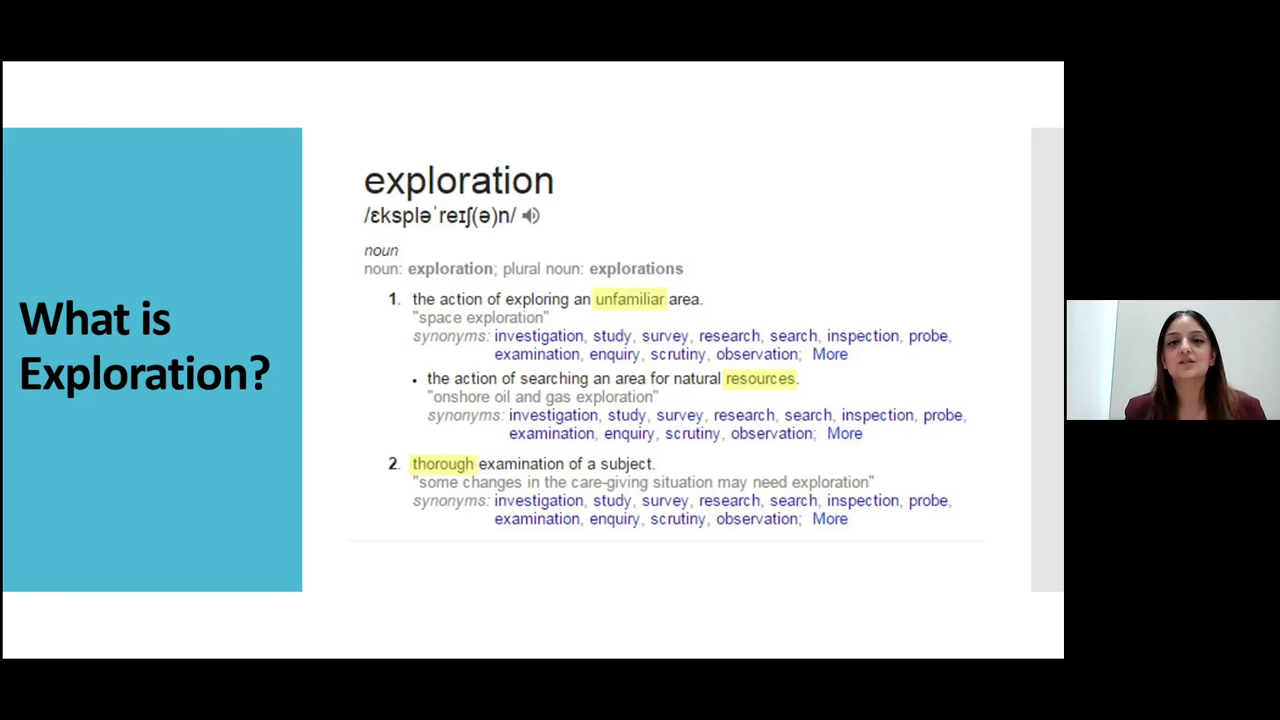 What is
Exploration?
exploration
/ɛkspləˈreɪʃ(ə)n/
noun
noun: exploration; plural noun: explorations
1. the action of exploring an unfamiliar area.
"space exploration"
synonyms: investigation, study, survey, research, search, inspection, probe,
examination, enquiry, scrutiny, observation; More
• the action of searching an area for natural resources.
"onshore oil and gas exploration"
synonyms: investigation, study, survey, research, search, inspection, probe,
examination, enquiry, scrutiny, observation; More
2. thorough examination of a subject.
"some changes in the care-giving situation may need exploration"
synonyms: investigation, study, survey, research, search, inspection, probe,
examination, enquiry, scrutiny, observation; More